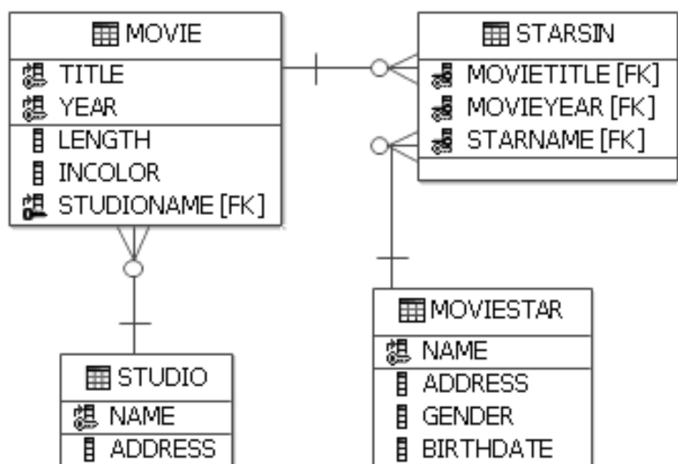 MOVIE
TITLE
YEAR
LENGTH
INCOLOR
STUDIONAME [FK]
STARSIN
MOVIETITLE [FK]
MOVIEYEAR [FK]
STARNAME [FK]
STUDIO
NAME
ADDRESS
MOVIESTAR
NAME
ADDRESS
GENDER
BIRTHDATE